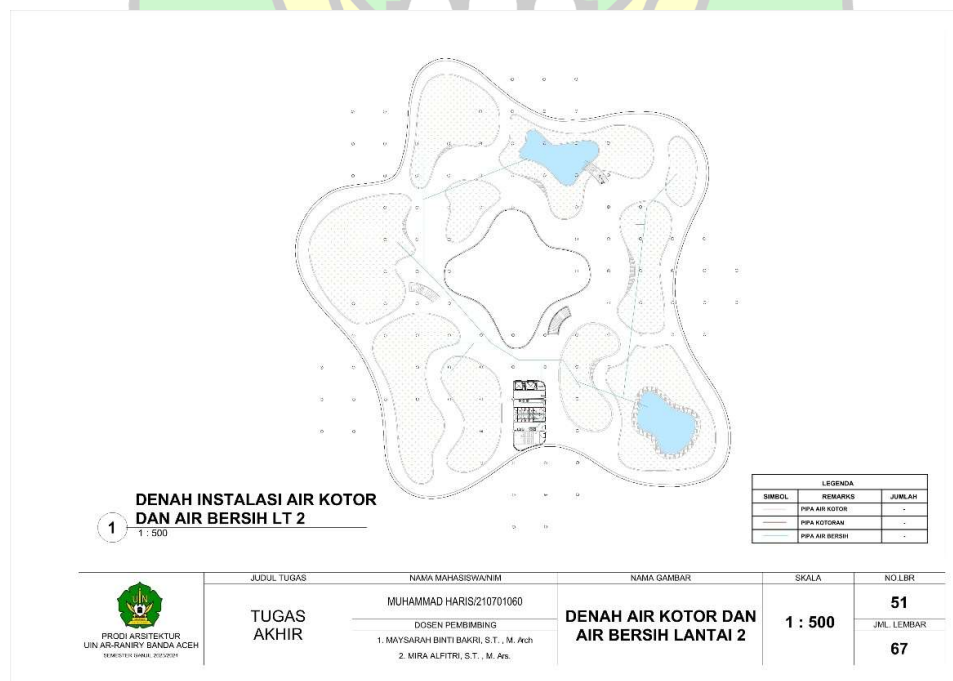 DENAH INSTALASI AIR KOTOR
DAN AIR BERSIH LT 2
1
1 : 500
LEGENDA
SIMBOL REMARKS JUMLAH
PIPA AIR KOTOR -
PIPA KOTORAN -
PIPA AIR BERSIH -
UIN
PRODI ARSITEKTUR
UIN AR-RANIRY BANDA ACEH
SEMESTER GANJIL
JUDUL TUGAS
TUGAS
AKHIR
NAMA MAHASISWA/NIM
MUHAMMAD HARIS/210701060
DOSEN PEMBIMBING
1. MAYSARAH BINTI BAKRI, S.T. , M. Arch
2. MIRA ALFITRI, S.T. , M. Ars.
NAMA GAMBAR
DENAH AIR KOTOR DAN
AIR BERSIH LANTAI 2
SKALA
1 : 500
NO.LBR
51
JML. LEMBAR
67